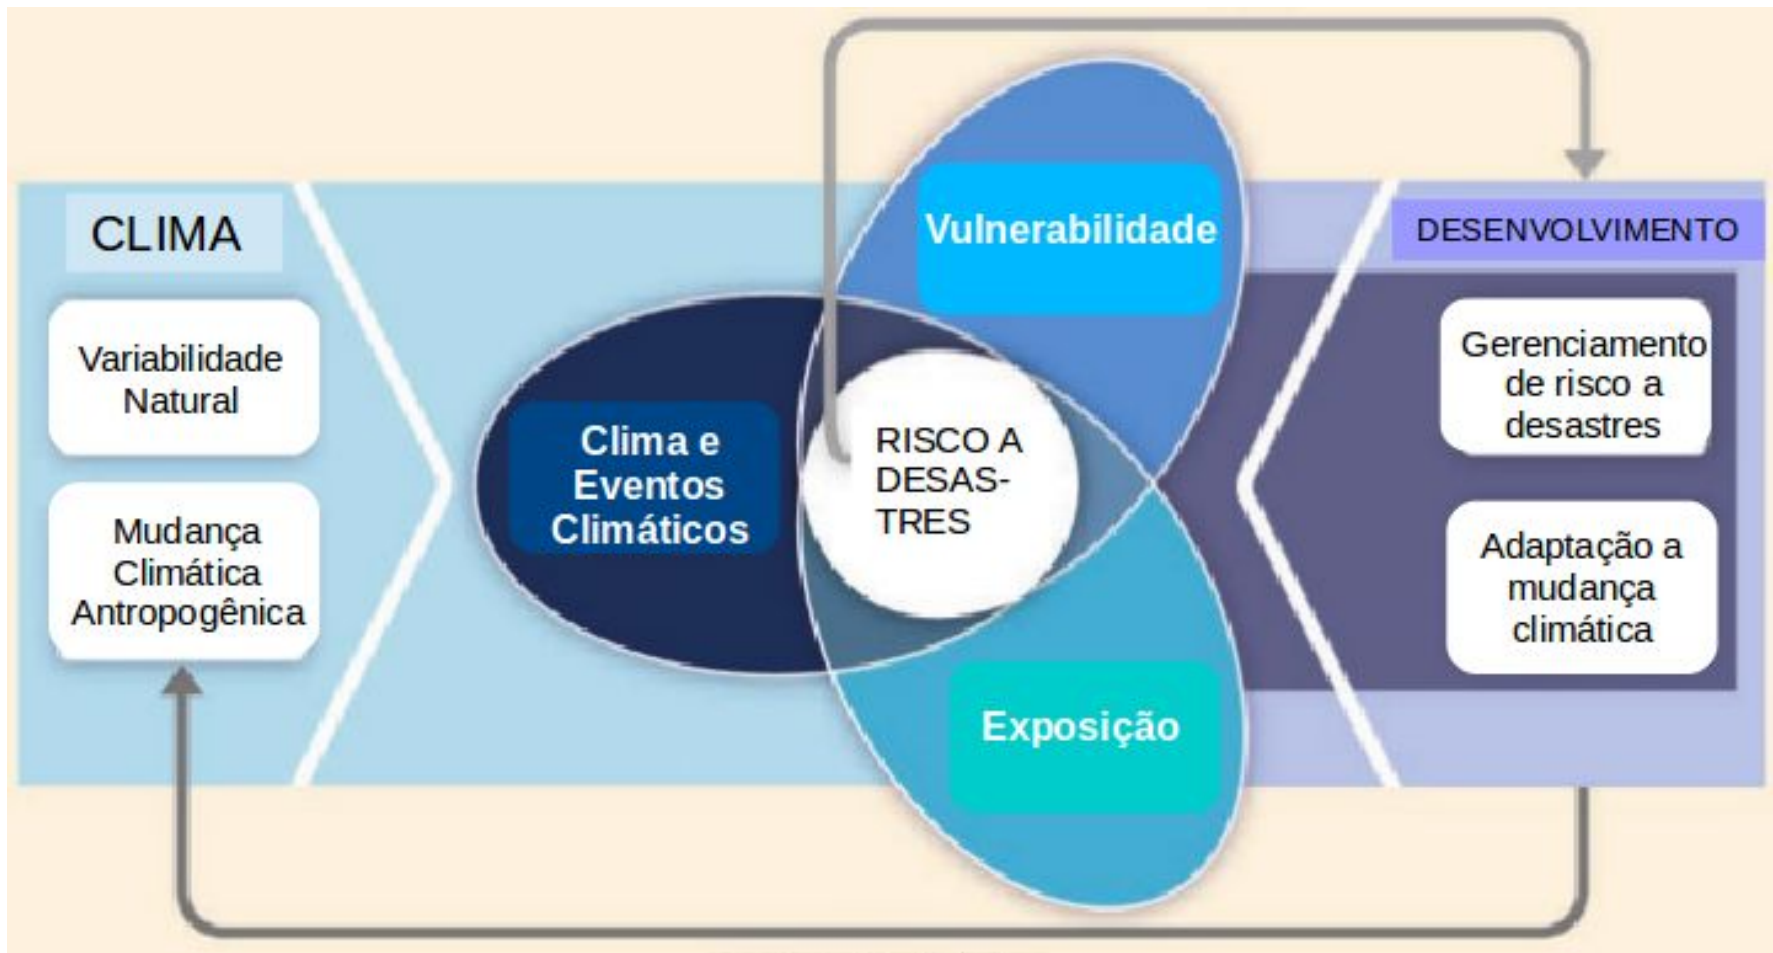 CLIMA
Variabilidade
Natural
Mudança
Climática
Antropogênica
Clima e
Eventos
Climáticos
Vulnerabilidade
RISCO A
DESAS-
TRES
Exposição
DESENVOLVIMENTO
Gerenciamento
de risco a
desastres
Adaptação a
mudança
climática